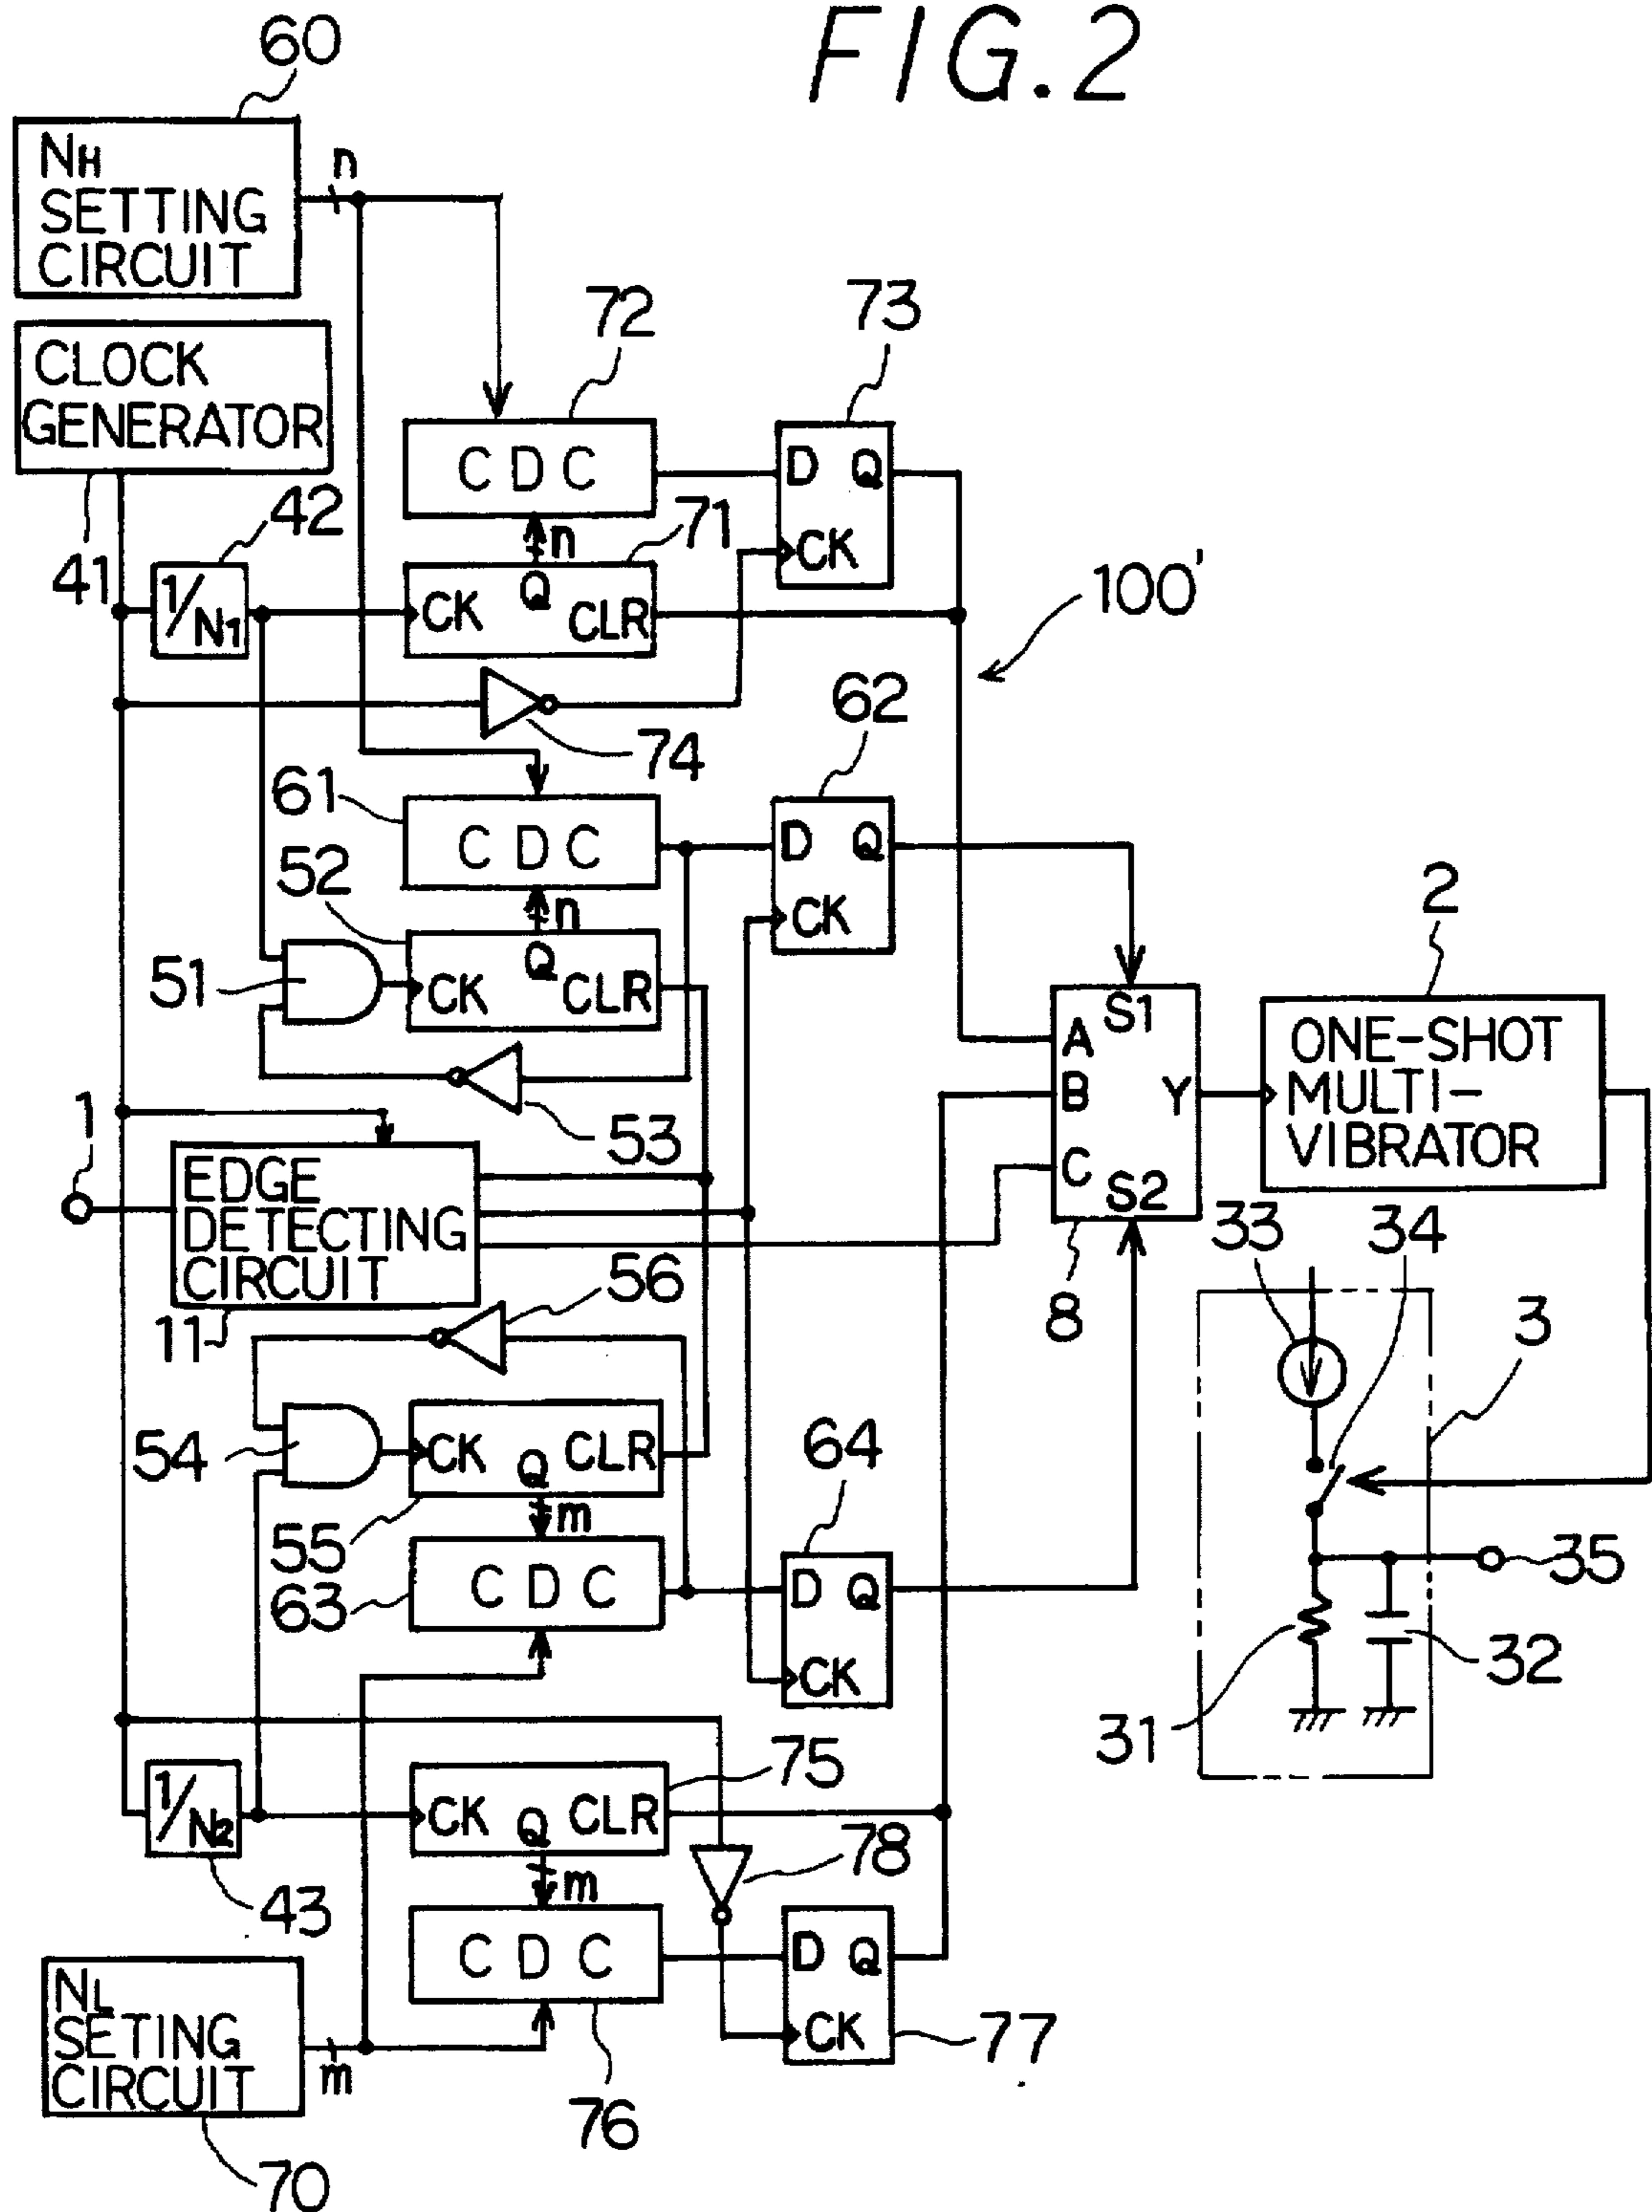 FIG. 2
60
NH
SETTING
CIRCUIT
n
CLOCK
GENERATOR
41
42
1/N1
72
CDC
n
71
CK Q CLR
73
D Q
CK
100'
74
61
CDC
n
52
CK Q CLR
51
53
62
D Q
CK
1
EDGE
DETECTING
CIRCUIT
11
S1
A
B
C
Y
S2
8
2
ONE-SHOT
MULTI-
VIBRATOR
33
34
3
35
31
32
56
54
CK Q CLR
55
m
63
CDC
64
D Q
CK
1/N2
43
75
CK Q CLR
m
78
CDC
76
D Q
CK
77
NL
SETING
CIRCUIT
m
70